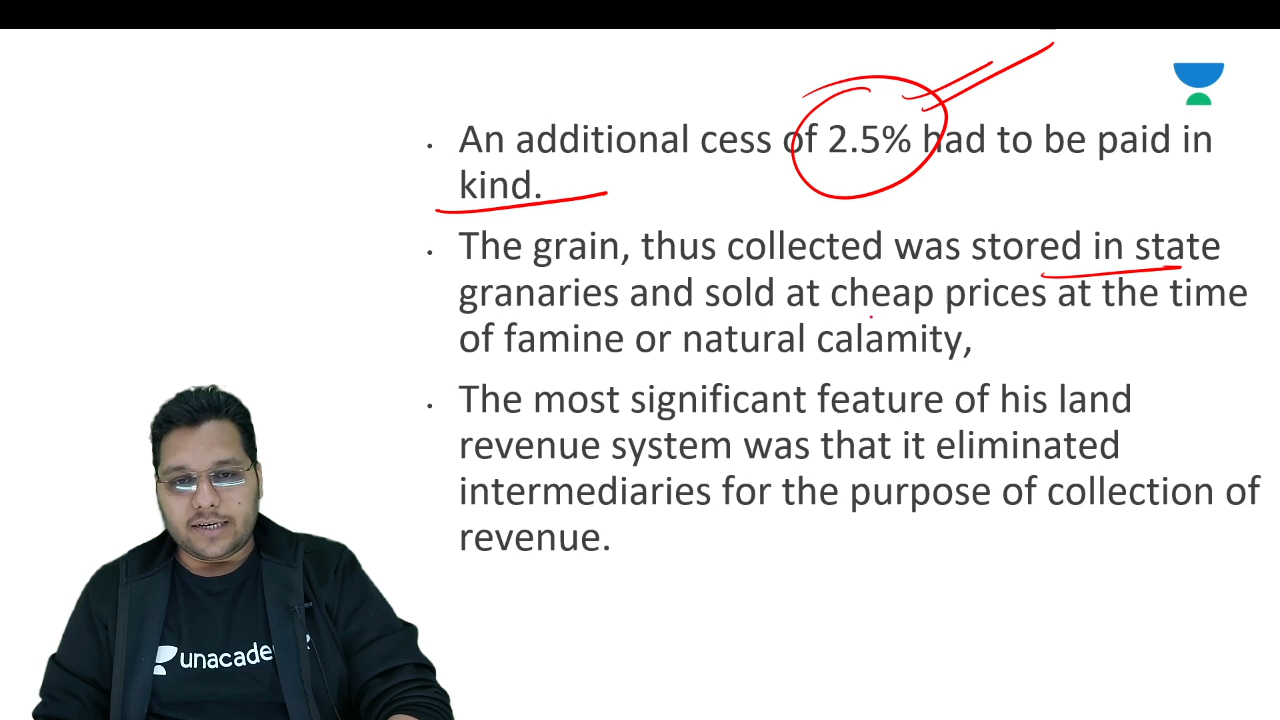 · An additional cess of 2.5% had to be paid in
kind.
· The grain, thus collected was stored in state
granaries and sold at cheap prices at the time
of famine or natural calamity,
· The most significant feature of his land
revenue system was that it eliminated
intermediaries for the purpose of collection of
revenue.